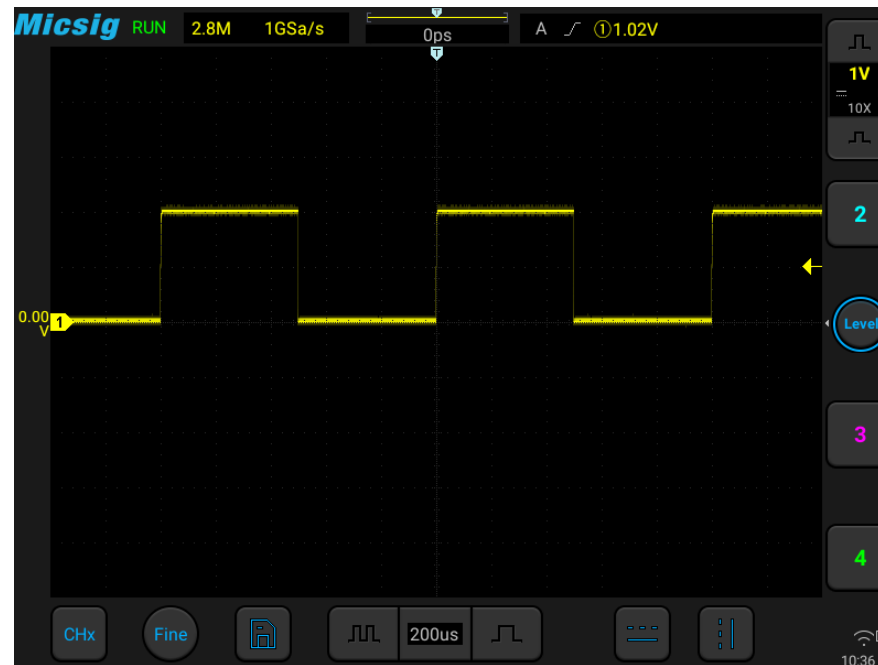 Micsig RUN 2.8M 1GSa/s 0ps A ①1.02V
T
T
1V
10X
2
0.00
V
1
Level
3
4
CHx Fine 200us
10:36